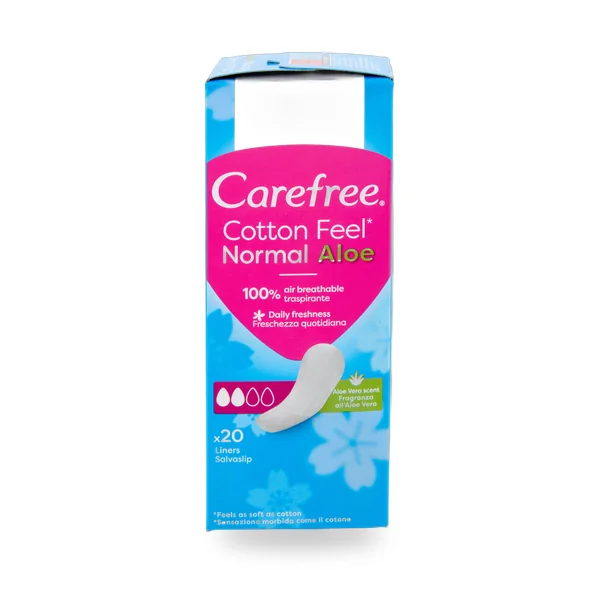 Carefree®
Cotton Feel*
Normal Aloe
100% air breathable
traspirante
Daily freshness
Freschezza quotidiana
Aloe Vera scent
Fragranza
all'Aloe Vera
x20
Liners
Salvaslip
*Feels as soft as cotton
*Sensazione morbida come il cotone